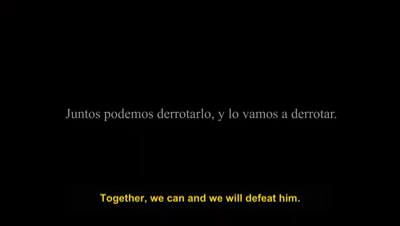 Juntos podemos derrotarlo, y lo vamos a derrotar.
Together, we can and we will defeat him.